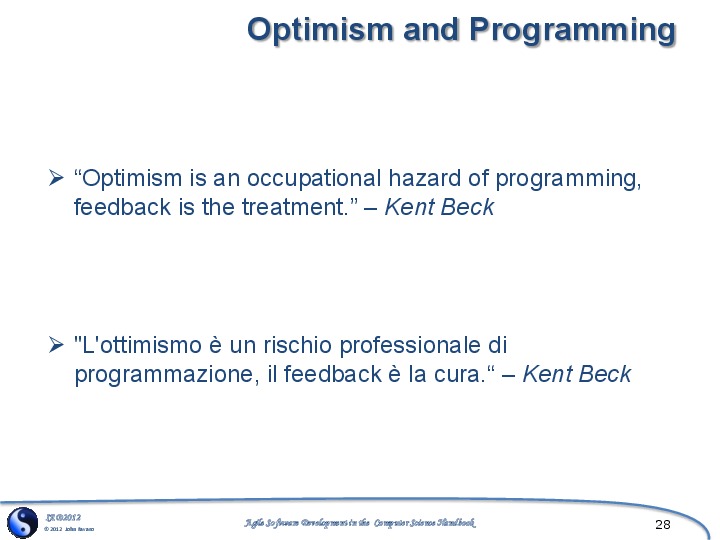 Optimism and Programming
“Optimism is an occupational hazard of programming,
feedback is the treatment.” – Kent Beck
"L'ottimismo è un rischio professionale di
programmazione, il feedback è la cura.“ – Kent Beck
2012
© 2012 John Favaro
Agile Software Development in the Computer Science Handbook
28